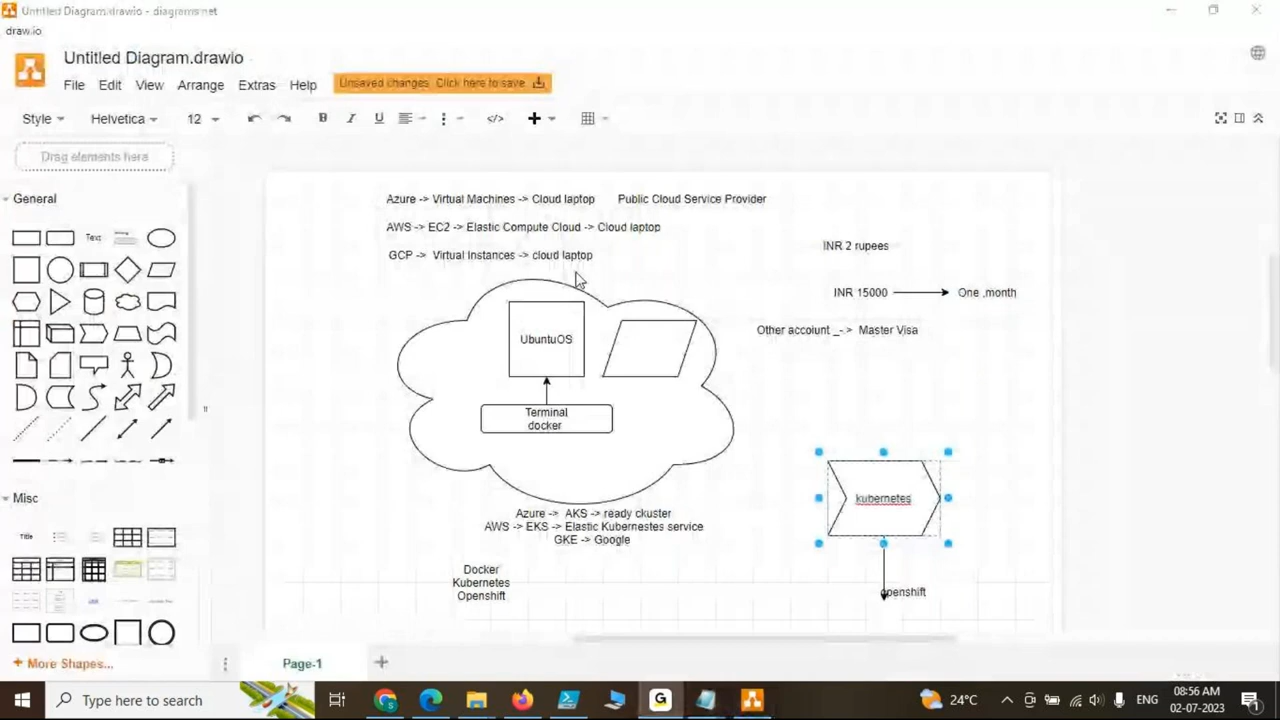 Untitled Diagram.drawio - diagrams.net
draw.io
Untitled Diagram.drawio
File Edit View Arrange Extras Help
Unsaved changes. Click here to save.
Style Helvetica 12 B I U </>
Drag elements here
General
Text
Azure -> Virtual Machines -> Cloud laptop Public Cloud Service Provider
AWS -> EC2 -> Elastic Compute Cloud -> Cloud laptop
INR 2 rupees
GCP -> Virtual Instances -> cloud laptop
INR 15000 One .month
Other accoiunt _-> Master Visa
UbuntuOS
Terminal
docker
kubernetes
Azure -> AKS -> ready ckuster
AWS -> EKS -> Elastic Kubernestes service
GKE -> Google
Docker
Kubernetes
Openshift
openshift
Misc
Title
+ More Shapes...
Page-1
Type here to search
24°C
ENG
08:56 AM
02-07-2023